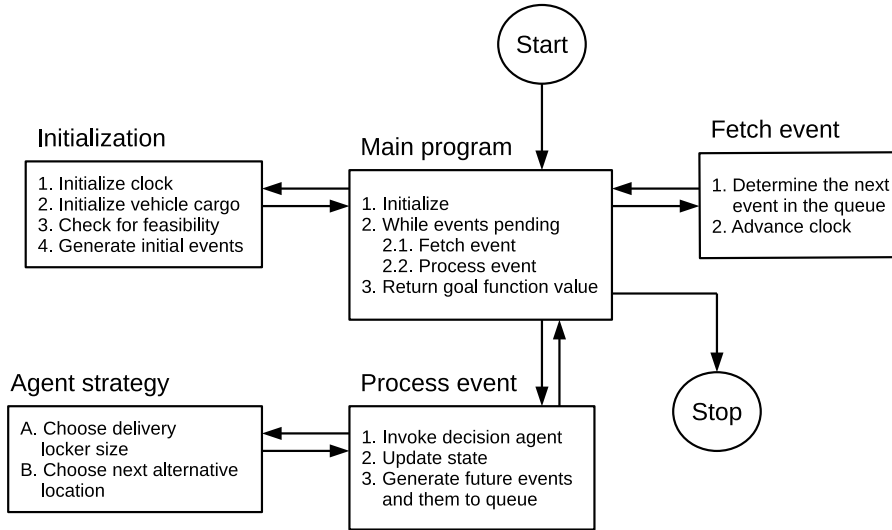 Start
Initialization
1. Initialize clock
2. Initialize vehicle cargo
3. Check for feasibility
4. Generate initial events
Main program
1. Initialize
2. While events pending
2.1. Fetch event
2.2. Process event
3. Return goal function value
Fetch event
1. Determine the next
event in the queue
2. Advance clock
Agent strategy
A. Choose delivery
locker size
B. Choose next alternative
location
Process event
1. Invoke decision agent
2. Update state
3. Generate future events
and them to queue
Stop